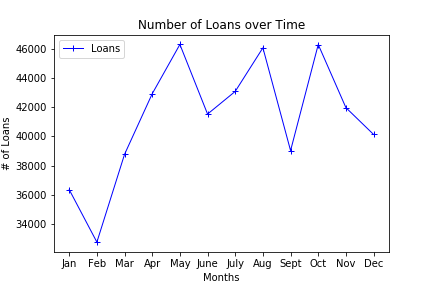 Number of Loans over Time
Loans
46000
44000
42000
40000
38000
36000
34000
# of Loans
Jan Feb Mar Apr May June July Aug Sept Oct Nov Dec
Months